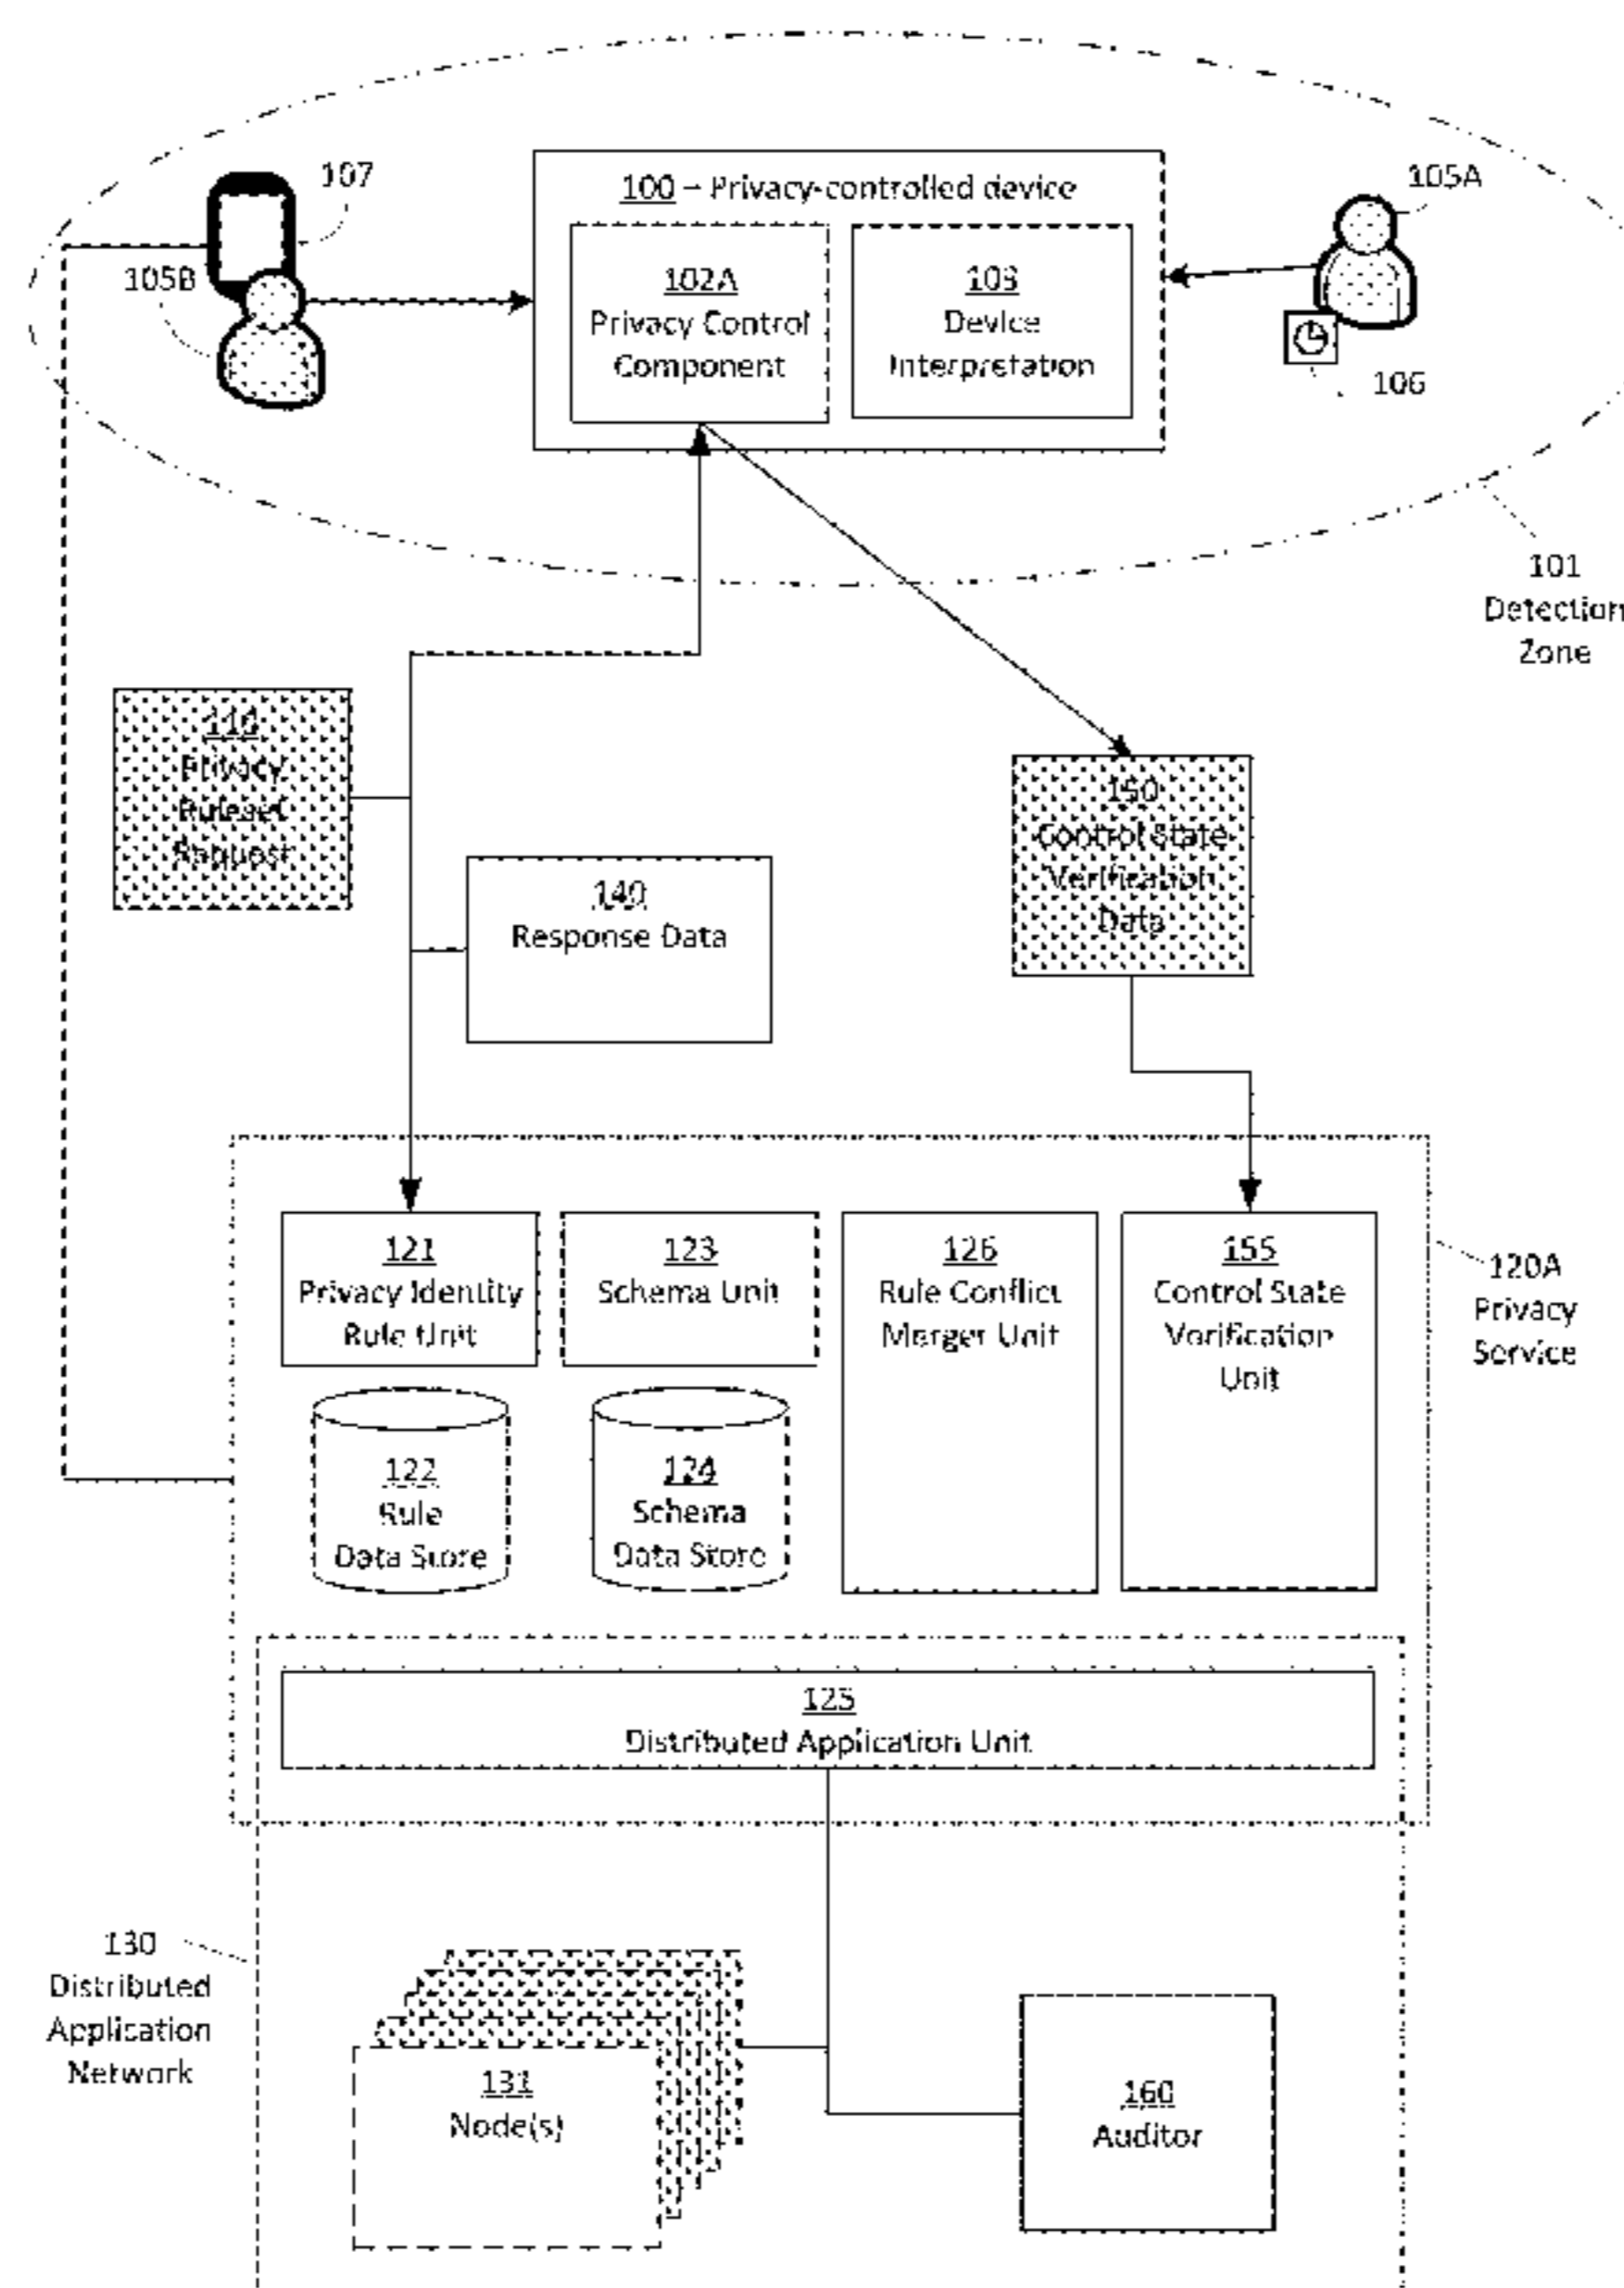 107
100 – Privacy-controlled device
105A
105B
102A
Privacy Control
Component
103
Device
Interpretation
106
101
Detection
Zone
110
Privacy
Ruleset
Request
150
Control State
Verification
Data
140
Response Data
121
Privacy Identity
Rule Unit
123
Schema Unit
126
Rule Conflict
Merger Unit
155
Control State
Verification
Unit
120A
Privacy
Service
122
Rule
Data Store
124
Schema
Data Store
125
Distributed Application Unit
130
Distributed
Application
Network
131
Node(s)
160
Auditor